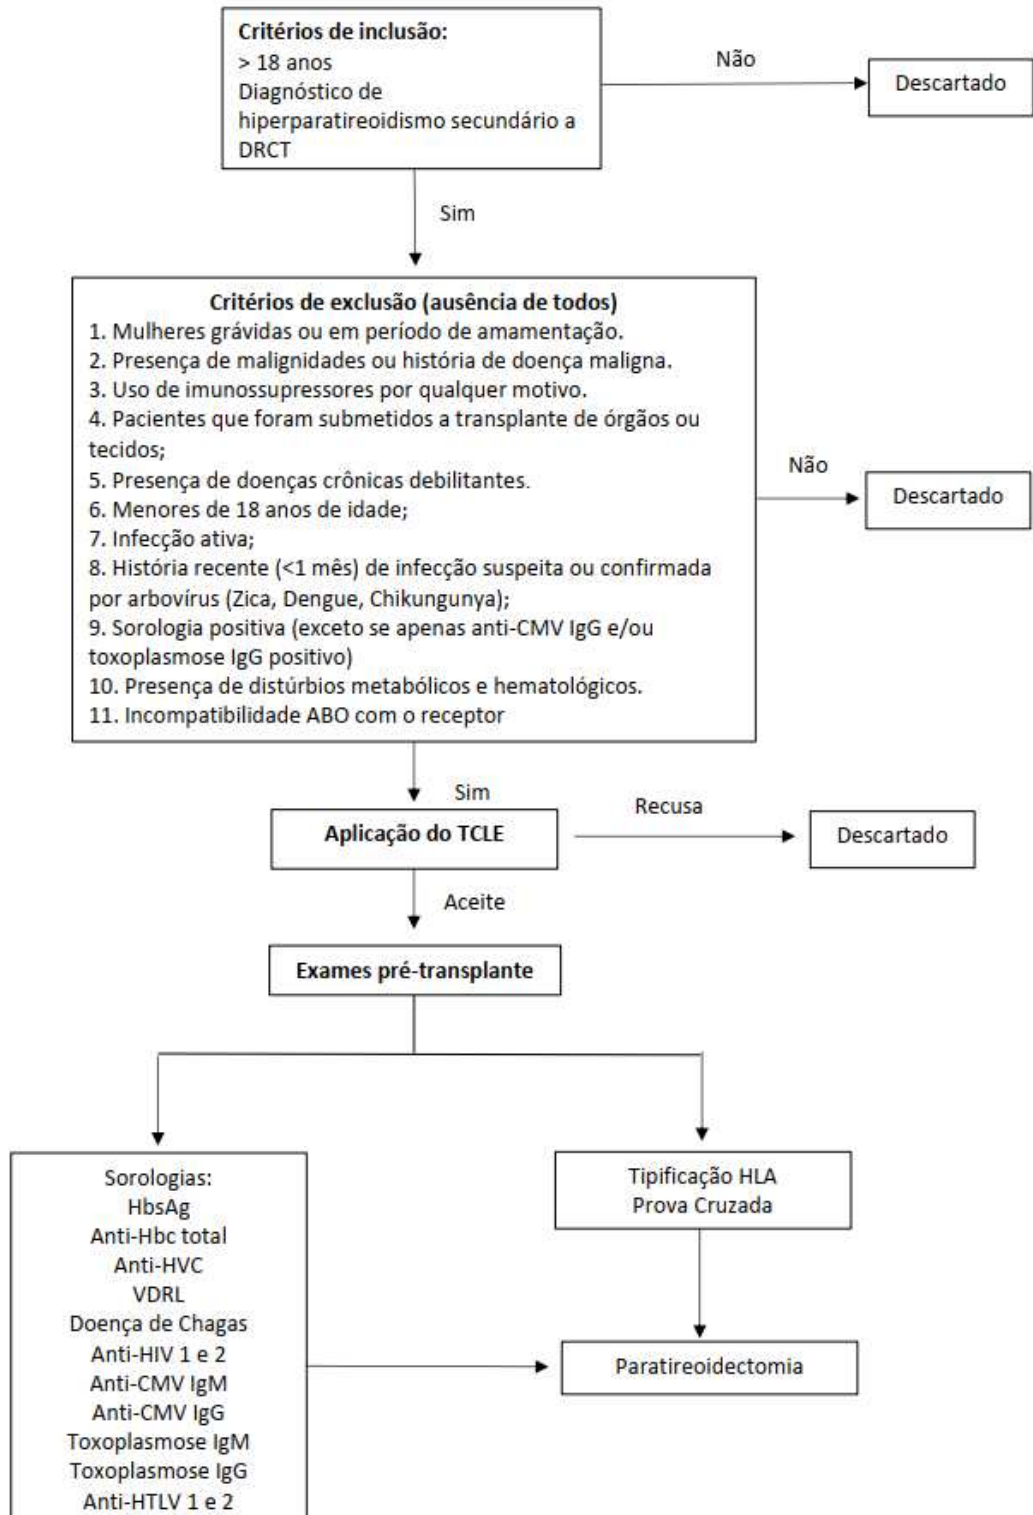 Critérios de inclusão:
> 18 anos
Diagnóstico de
hiperparatireoidismo secundário a
DRCT
Não
Descartado
Sim
Critérios de exclusão (ausência de todos)
1. Mulheres grávidas ou em período de amamentação.
2. Presença de malignidades ou história de doença maligna.
3. Uso de imunossupressores por qualquer motivo.
4. Pacientes que foram submetidos a transplante de órgãos ou
tecidos;
5. Presença de doenças crônicas debilitantes.
6. Menores de 18 anos de idade;
7. Infecção ativa;
8. História recente (<1 mês) de infecção suspeita ou confirmada
por arbovírus (Zica, Dengue, Chikungunya);
9. Sorologia positiva (exceto se apenas anti-CMV IgG e/ou
toxoplasmose IgG positivo)
10. Presença de distúrbios metabólicos e hematológicos.
11. Incompatibilidade ABO com o receptor
Não
Descartado
Sim
Aplicação do TCLE
Recusa
Descartado
Aceite
Exames pré-transplante
Sorologias:
HbsAg
Anti-Hbc total
Anti-HVC
VDRL
Doença de Chagas
Anti-HIV 1 e 2
Anti-CMV IgM
Anti-CMV IgG
Toxoplasmose IgM
Toxoplasmose IgG
Anti-HTLV 1 e 2
Tipificação HLA
Prova Cruzada
Paratireoidectomia